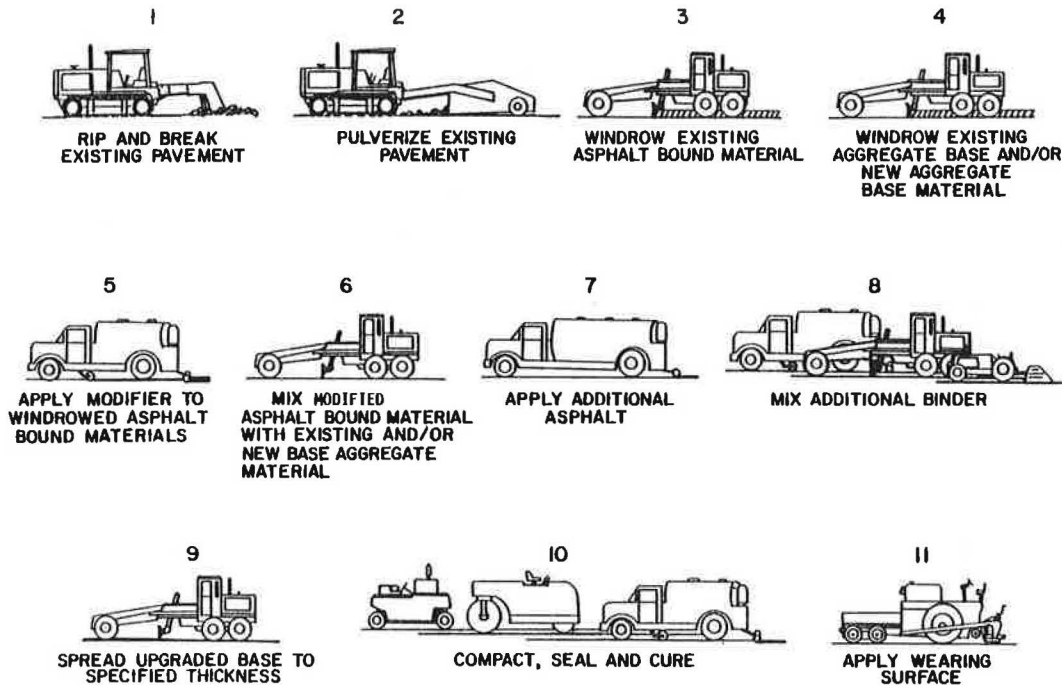 1
RIP AND BREAK
EXISTING PAVEMENT
2
PULVERIZE EXISTING
PAVEMENT
3
WINDROW EXISTING
ASPHALT BOUND MATERIAL
4
WINDROW EXISTING
AGGREGATE BASE AND/OR
NEW AGGREGATE
BASE MATERIAL
5
APPLY MODIFIER TO
WINDROWED ASPHALT
BOUND MATERIALS
6
MIX MODIFIED
ASPHALT BOUND MATERIAL
WITH EXISTING AND/OR
NEW BASE AGGREGATE
MATERIAL
7
APPLY ADDITIONAL
ASPHALT
8
MIX ADDITIONAL BINDER
9
SPREAD UPGRADED BASE TO
SPECIFIED THICKNESS
10
COMPACT, SEAL AND CURE
11
APPLY WEARING
SURFACE